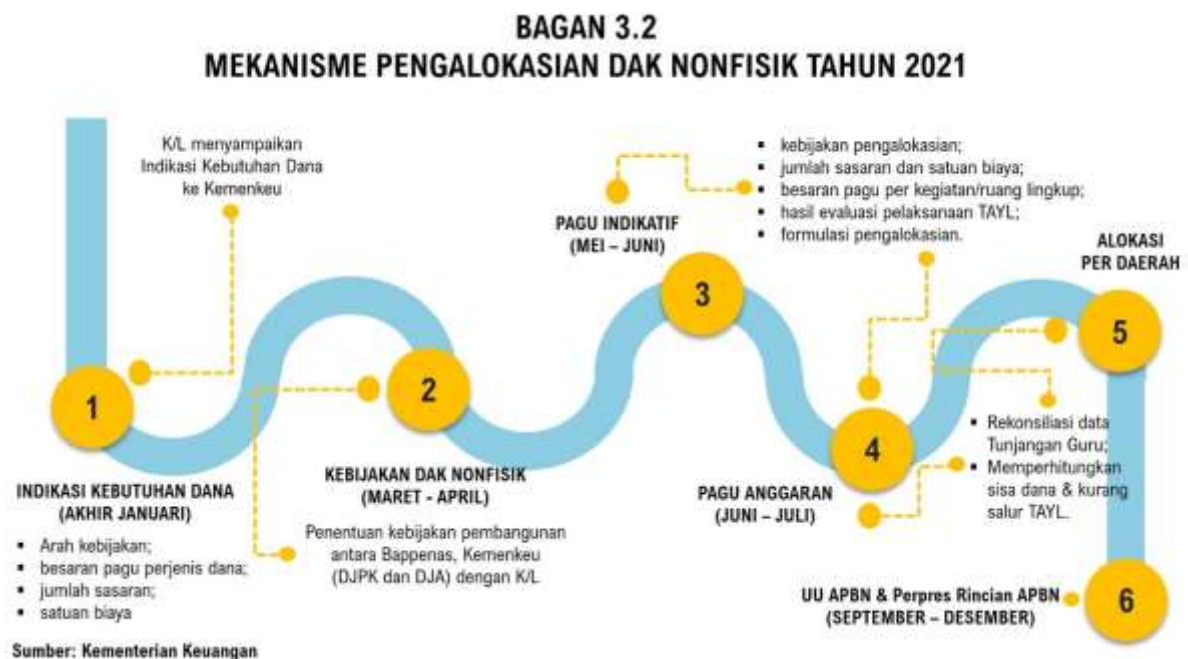 BAGAN 3.2
MEKANISME PENGALOKASIAN DAK NONFISIK TAHUN 2021
K/L menyampaikan
Indikasi Kebutuhan Dana
ke Kemenkeu
1
INDIKASI KEBUTUHAN DANA
(AKHIR JANUARI)
▪ Arah kebijakan;
▪ besaran pagu perjenis dana;
▪ jumlah sasaran;
▪ satuan biaya
2
KEBIJAKAN DAK NONFISIK
(MARET - APRIL)
Penentuan kebijakan pembangunan
antara Bappenas, Kemenkeu
(DJPK dan DJA) dengan K/L
PAGU INDIKATIF
(MEI – JUNI)
3
▪ kebijakan pengalokasian;
▪ jumlah sasaran dan satuan biaya;
▪ besaran pagu per kegiatan/ruang lingkup;
▪ hasil evaluasi pelaksanaan TAYL;
▪ formulasi pengalokasian.
4
PAGU ANGGARAN
(JUNI – JULI)
ALOKASI
PER DAERAH
5
▪ Rekonsiliasi data
Tunjangan Guru;
▪ Memperhitungkan
sisa dana & kurang
salur TAYL.
UU APBN & Perpres Rincian APBN
(SEPTEMBER – DESEMBER)
6
Sumber: Kementerian Keuangan